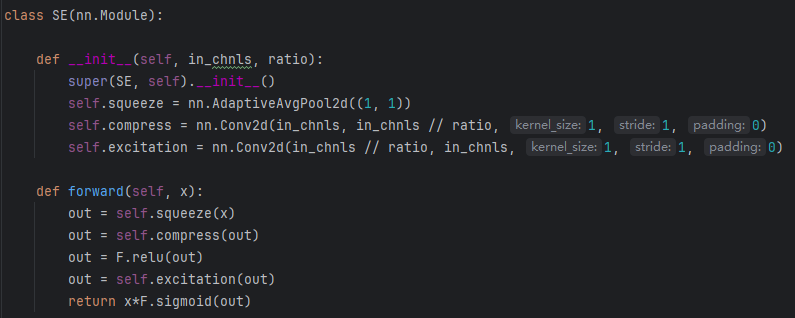 class SE(nn.Module):
def __init__(self, in_chnls, ratio):
super(SE, self).__init__()
self.squeeze = nn.AdaptiveAvgPool2d((1, 1))
self.compress = nn.Conv2d(in_chnls, in_chnls // ratio, kernel_size: 1, stride: 1, padding: 0)
self.excitation = nn.Conv2d(in_chnls // ratio, in_chnls, kernel_size: 1, stride: 1, padding: 0)
def forward(self, x):
out = self.squeeze(x)
out = self.compress(out)
out = F.relu(out)
out = self.excitation(out)
return x*F.sigmoid(out)